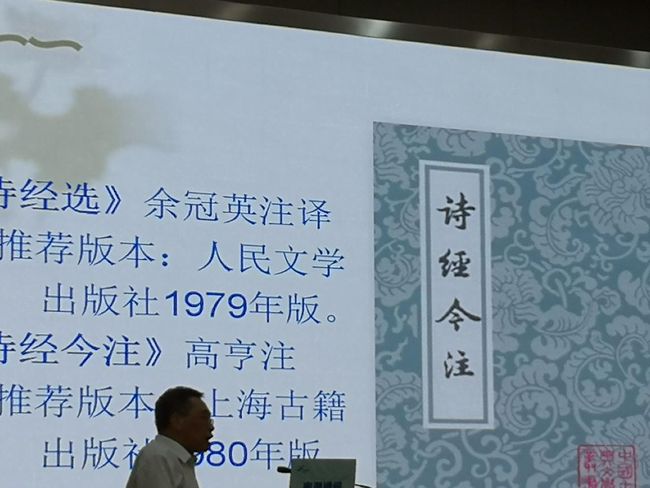 诗经选》余冠英注译
推荐版本：人民文学
出版社1979年版。
诗经今注》高亨注
推荐版本 上海古籍
出版社 980年版
诗
经
今
注